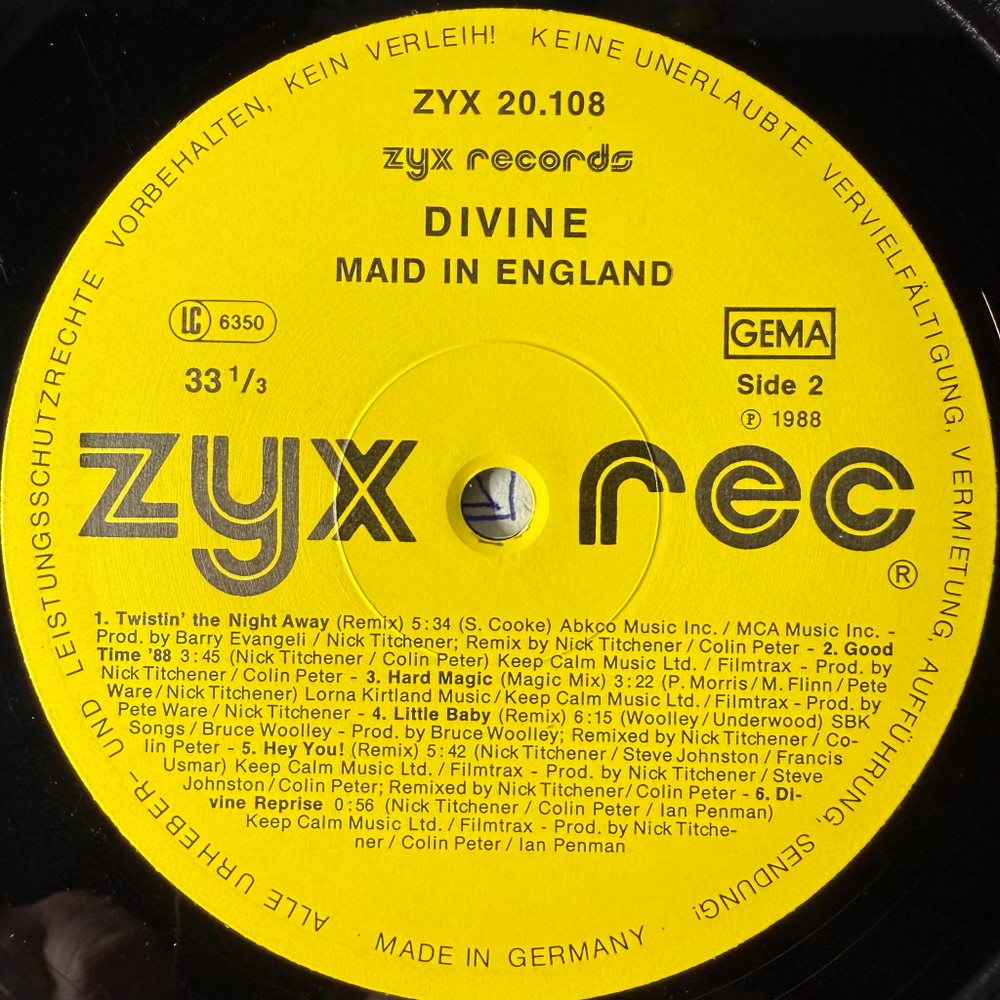 ALLE URHEBER- UND LEISTUNGSSCHUTZRECHTE VORBEHALTEN, KEIN VERLEIH! KEINE UNERLAUBTE VERVIELFÄLTIGUNG, VERMIETUNG, AUFFÜHRUNG, SENDUNG!
ZYX 20.108
zyx records
DIVINE
MAID IN ENGLAND
LC 6350
GEMA
33 1/3
Side 2
℗ 1988
zyx rec
®
1. Twistin' the Night Away (Remix) 5:34 (S. Cooke) Abkco Music Inc. / MCA Music Inc. -
Prod. by Barry Evangeli / Nick Titchener; Remix by Nick Titchener / Colin Peter - 2. Good
Time '88 3:45 (Nick Titchener / Colin Peter) Keep Calm Music Ltd. / Filmtrax - Prod. by
Nick Titchener / Colin Peter - 3. Hard Magic (Magic Mix) 3:22 (P. Morris / M. Flinn / Pete
Ware / Nick Titchener) Lorna Kirtland Music / Keep Calm Music Ltd. / Filmtrax - Prod. by
Pete Ware / Nick Titchener - 4. Little Baby (Remix) 6:15 (Woolley / Underwood) SBK
Songs / Bruce Woolley - Prod. by Bruce Woolley; Remixed by Nick Titchener / Co-
lin Peter - 5. Hey You! (Remix) 5:42 (Nick Titchener / Steve Johnston / Francis
Usmar) Keep Calm Music Ltd. / Filmtrax - Prod. by Nick Titchener / Steve
Johnston / Colin Peter; Remixed by Nick Titchener / Colin Peter - 6. Di-
vine Reprise 0:56 (Nick Titchener / Colin Peter / Ian Penman)
Keep Calm Music Ltd. / Filmtrax - Prod. by Nick Titche-
ner / Colin Peter / Ian Penman
· MADE IN GERMANY ·